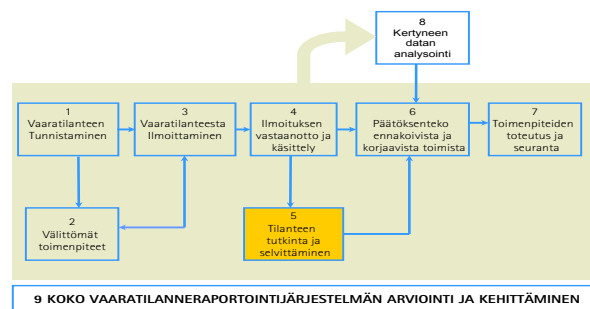 8
Kertyneen
datan
analysointi
1
Vaaratilanteen
Tunnistaminen
3
Vaaratilanteesta
Ilmoittaminen
4
Ilmoituksen
vastaanotto ja
käsittely
6
Päätöksenteko
ennakoivista ja
korjaavista toimista
7
Toimenpiteiden
toteutus ja
seuranta
2
Välittömät
toimenpiteet
5
Tilanteen
tutkinta ja
selvittäminen
9 KOKO VAARATILANNERAPORTOINTIJÄRJESTELMÄN ARVIOINTI JA KEHITTÄMINEN